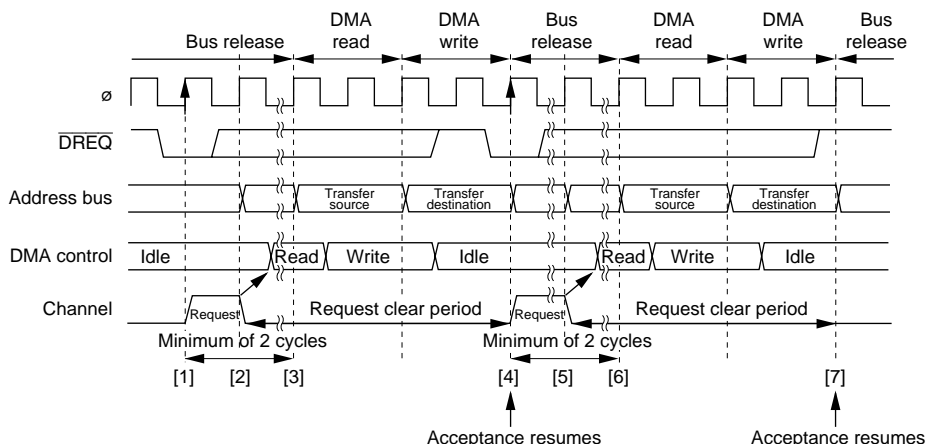 DMA DMA Bus DMA DMA Bus
Bus release read write release read write release
ø
DREQ
Address bus Transfer source Transfer destination Transfer source Transfer destination
DMA control Idle Read Write Idle Read Write Idle
Channel Request Request clear period Request Request clear period
Minimum of 2 cycles Minimum of 2 cycles
[1] [2] [3] [4] [5] [6] [7]
Acceptance resumes Acceptance resumes